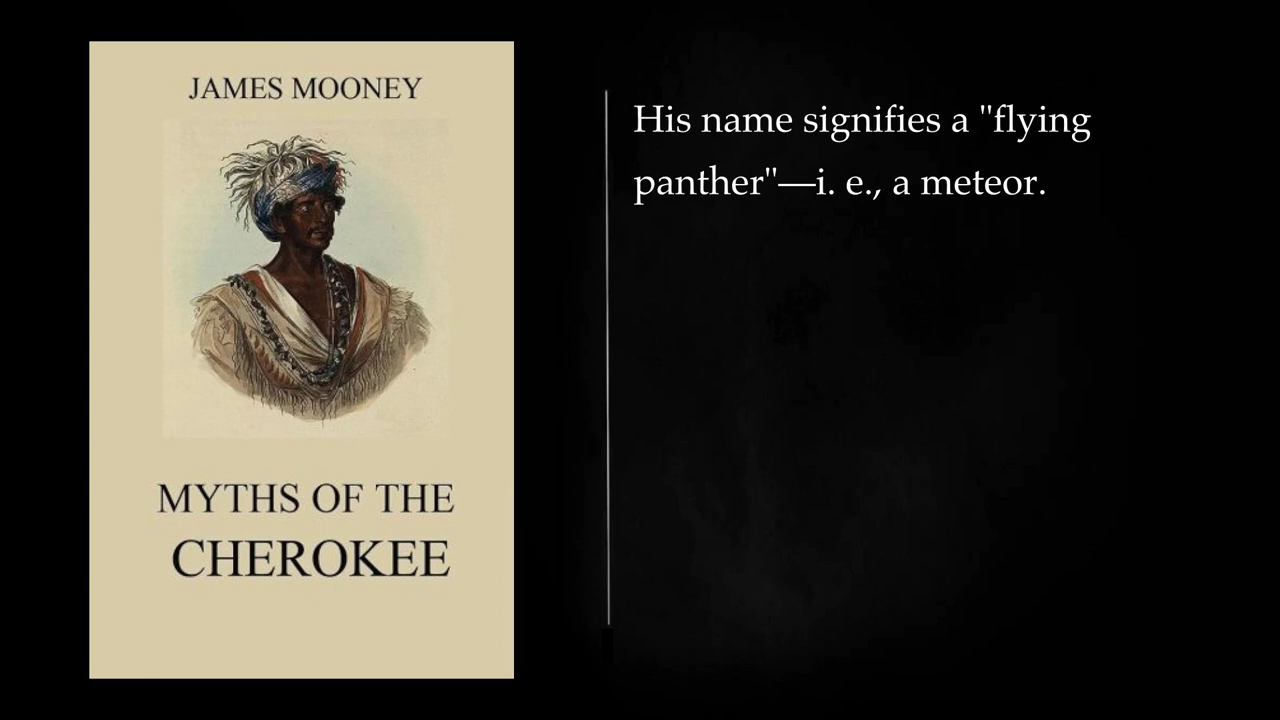 JAMES MOONEY
MYTHS OF THE
CHEROKEE
His name signifies a "flying
panther"—i. e., a meteor.